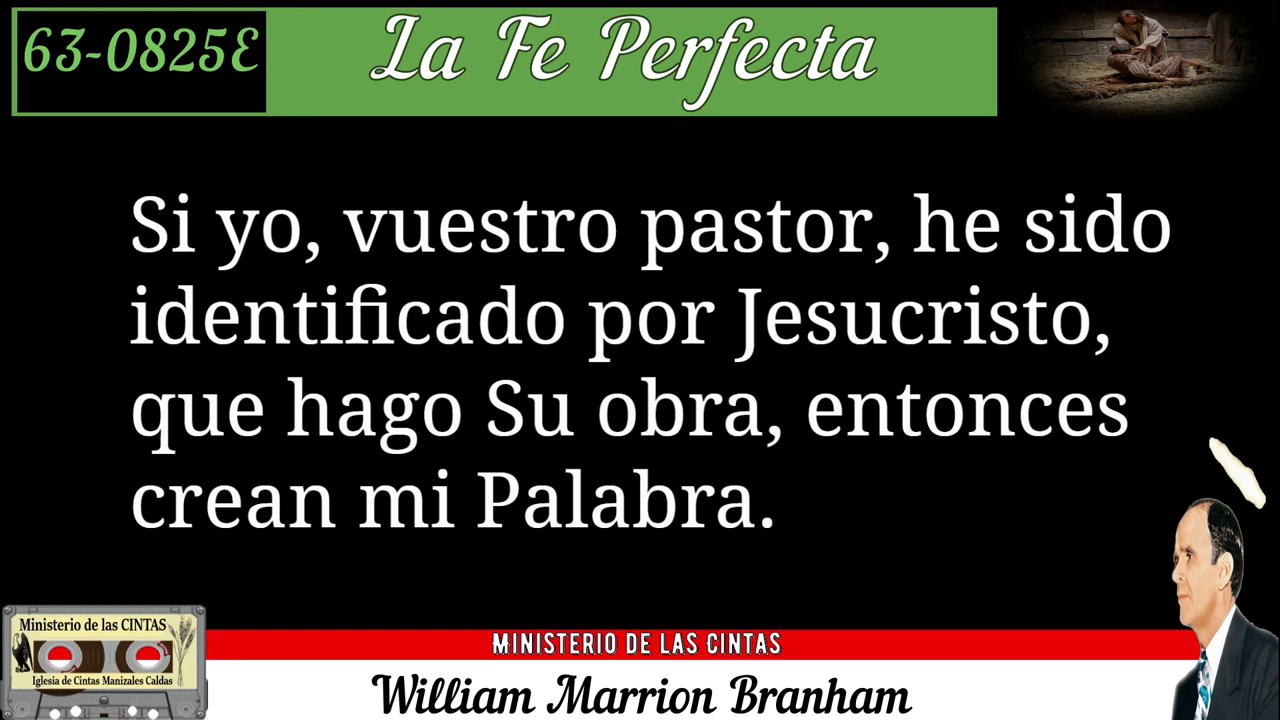 63-0825E
La Fe Perfecta
Si yo, vuestro pastor, he sido
identificado por Jesucristo,
que hago Su obra, entonces
crean mi Palabra.
Ministerio de las CINTAS
Iglesia de Cintas Manizales Caldas
MINISTERIO DE LAS CINTAS
William Marrion Branham